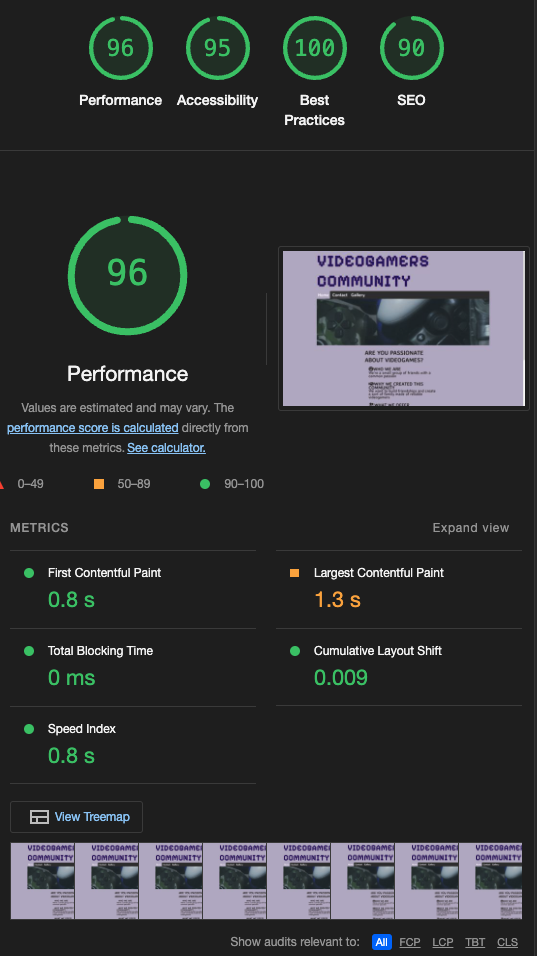 96
95
100
90
Performance
Accessibility
Best
Practices
SEO
96
Performance
Values are estimated and may vary. The
performance score is calculated directly from
these metrics. See calculator.
0–49
50–89
90–100
VIDEOGAMERS
COMMUNITY
Home Contact Gallery
ARE YOU PASSIONATE
ABOUT VIDEOGAMES?
WHO WE ARE
WHY WE CREATED THIS
COMMUNITY
WHAT WE OFFER
METRICS
Expand view
First Contentful Paint
0.8 s
Largest Contentful Paint
1.3 s
Total Blocking Time
0 ms
Cumulative Layout Shift
0.009
Speed Index
0.8 s
View Treemap
Show audits relevant to: All FCP LCP TBT CLS